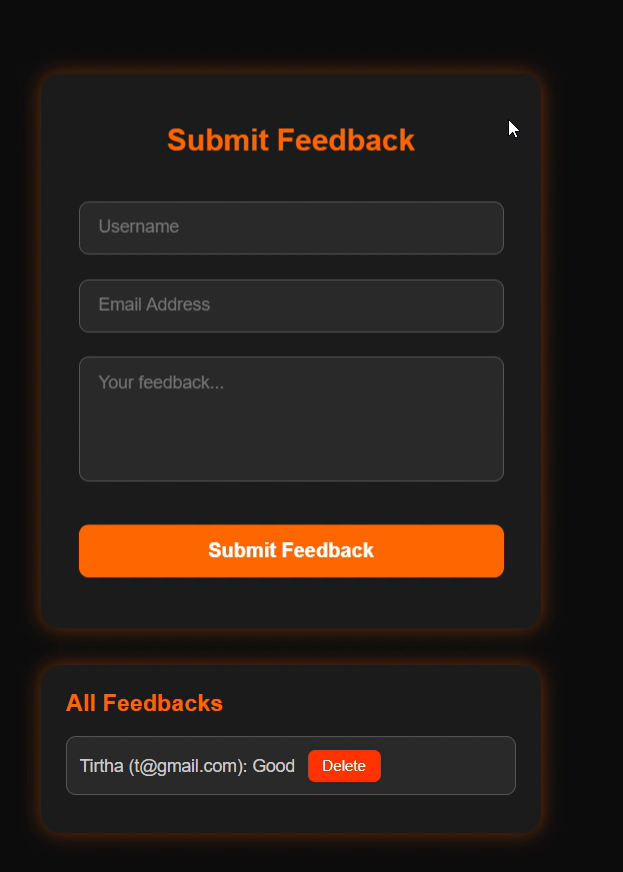 Submit Feedback
Username
Email Address
Your feedback...
Submit Feedback
All Feedbacks
Tirtha (t@gmail.com): Good Delete